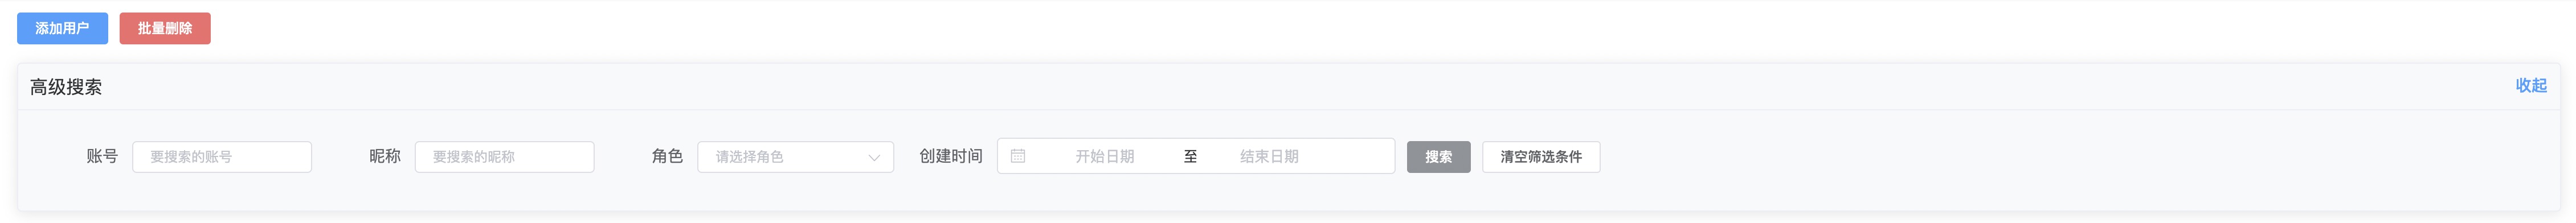 添加用户 批量删除
高级搜索 收起
账号 要搜索的账号 昵称 要搜索的昵称 角色 请选择角色 创建时间 开始日期 至 结束日期 搜索 清空筛选条件